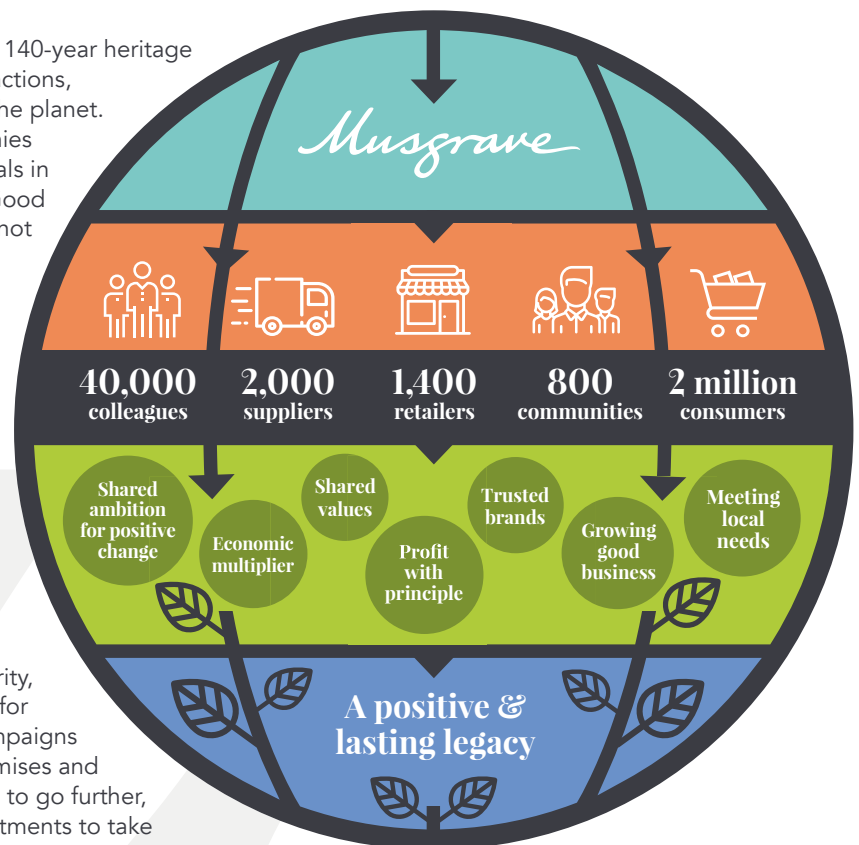 140-year heritage
ctions,
ne planet.
nies
als in
nood
not
Musgrave
40,000
colleagues
2,000
suppliers
1,400
retailers
800
communities
2 million
consumers
Shared
ambition
for positive
change
Economic
multiplier
Shared
values
Profit
with
principle
Trusted
brands
Growing
good
business
Meeting
local
needs
rity,
for
mpaigns
mises and
to go further,
tments to take
A positive &
lasting legacy